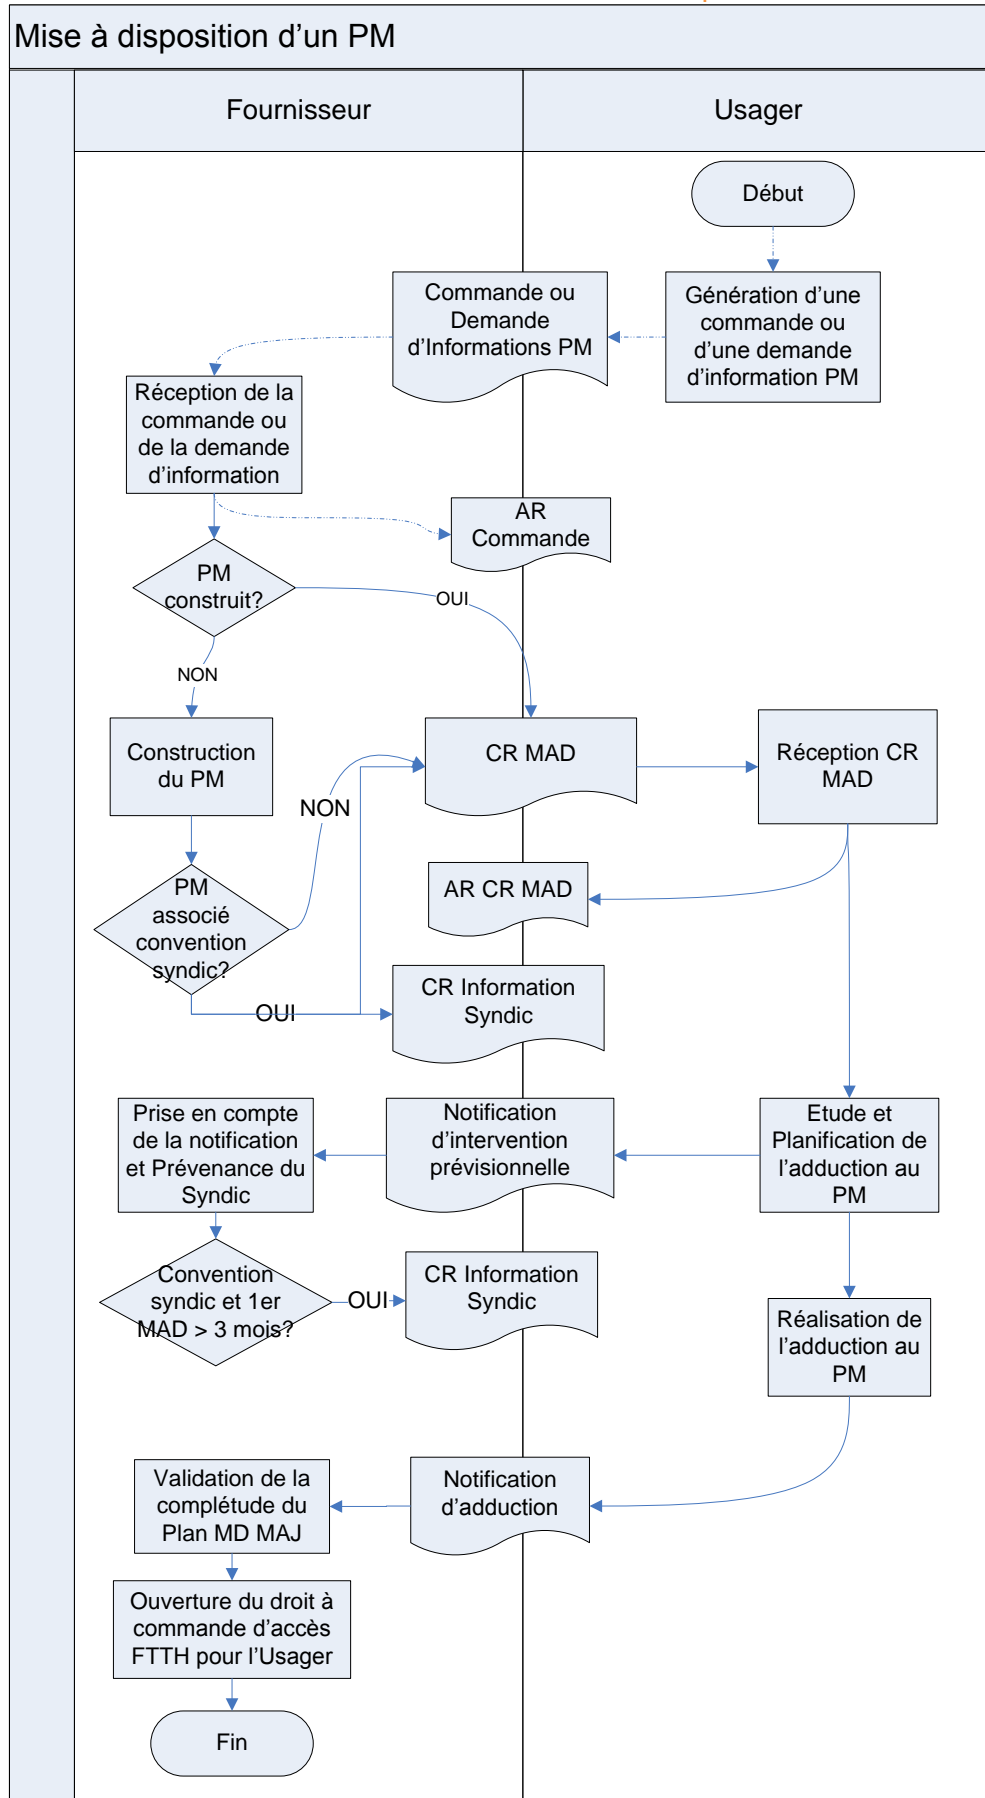 Mise à disposition d'un PM
Fournisseur
Usager
Début
Génération d'une
commande ou
d'une demande
d'information PM
Commande ou
Demande
d'Informations PM
Réception de la
commande ou
de la demande
d'information
AR
Commande
PM
construit?
OUI
NON
Construction
du PM
CR MAD
Réception CR
MAD
NON
AR CR MAD
PM
associé
convention
syndic?
OUI
CR Information
Syndic
Prise en compte
de la notification
et Prévenance du
Syndic
Notification
d'intervention
prévisionnelle
Etude et
Planification de
l'adduction au
PM
Convention
syndic et 1er
MAD > 3 mois?
OUI
CR Information
Syndic
Réalisation de
l'adduction au
PM
Validation de la
complétude du
Plan MD MAJ
Notification
d'adduction
Ouverture du droit à
commande d'accès
FTTH pour l'Usager
Fin